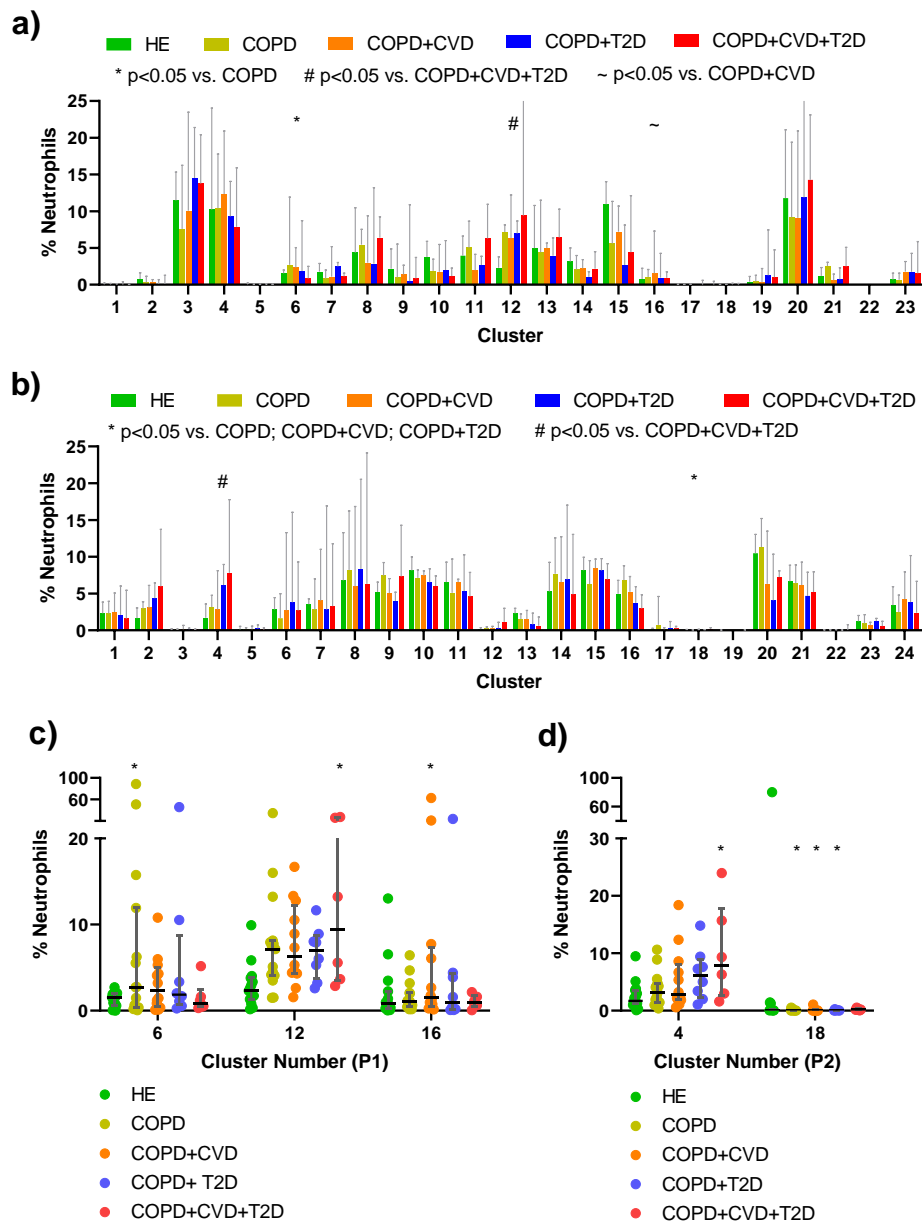 a)
HE COPD COPD+CVD COPD+T2D COPD+CVD+T2D
* p<0.05 vs. COPD # p<0.05 vs. COPD+CVD+T2D ~ p<0.05 vs. COPD+CVD
25
20
15
10
5
0
% Neutrophils
* # ~
1 2 3 4 5 6 7 8 9 10 11 12 13 14 15 16 17 18 19 20 21 22 23
Cluster
b)
HE COPD COPD+CVD COPD+T2D COPD+CVD+T2D
* p<0.05 vs. COPD; COPD+CVD; COPD+T2D # p<0.05 vs. COPD+CVD+T2D
25
20
15
10
5
0
% Neutrophils
# *
1 2 3 4 5 6 7 8 9 10 11 12 13 14 15 16 17 18 19 20 21 22 23 24
Cluster
c)
* * *
100
60
20
10
0
% Neutrophils
6 12 16
Cluster Number (P1)
HE
COPD
COPD+CVD
COPD+ T2D
COPD+CVD+T2D
d)
100
60
30
20
10
0
% Neutrophils
* * * *
4 18
Cluster Number (P2)
HE
COPD
COPD+CVD
COPD+T2D
COPD+CVD+T2D